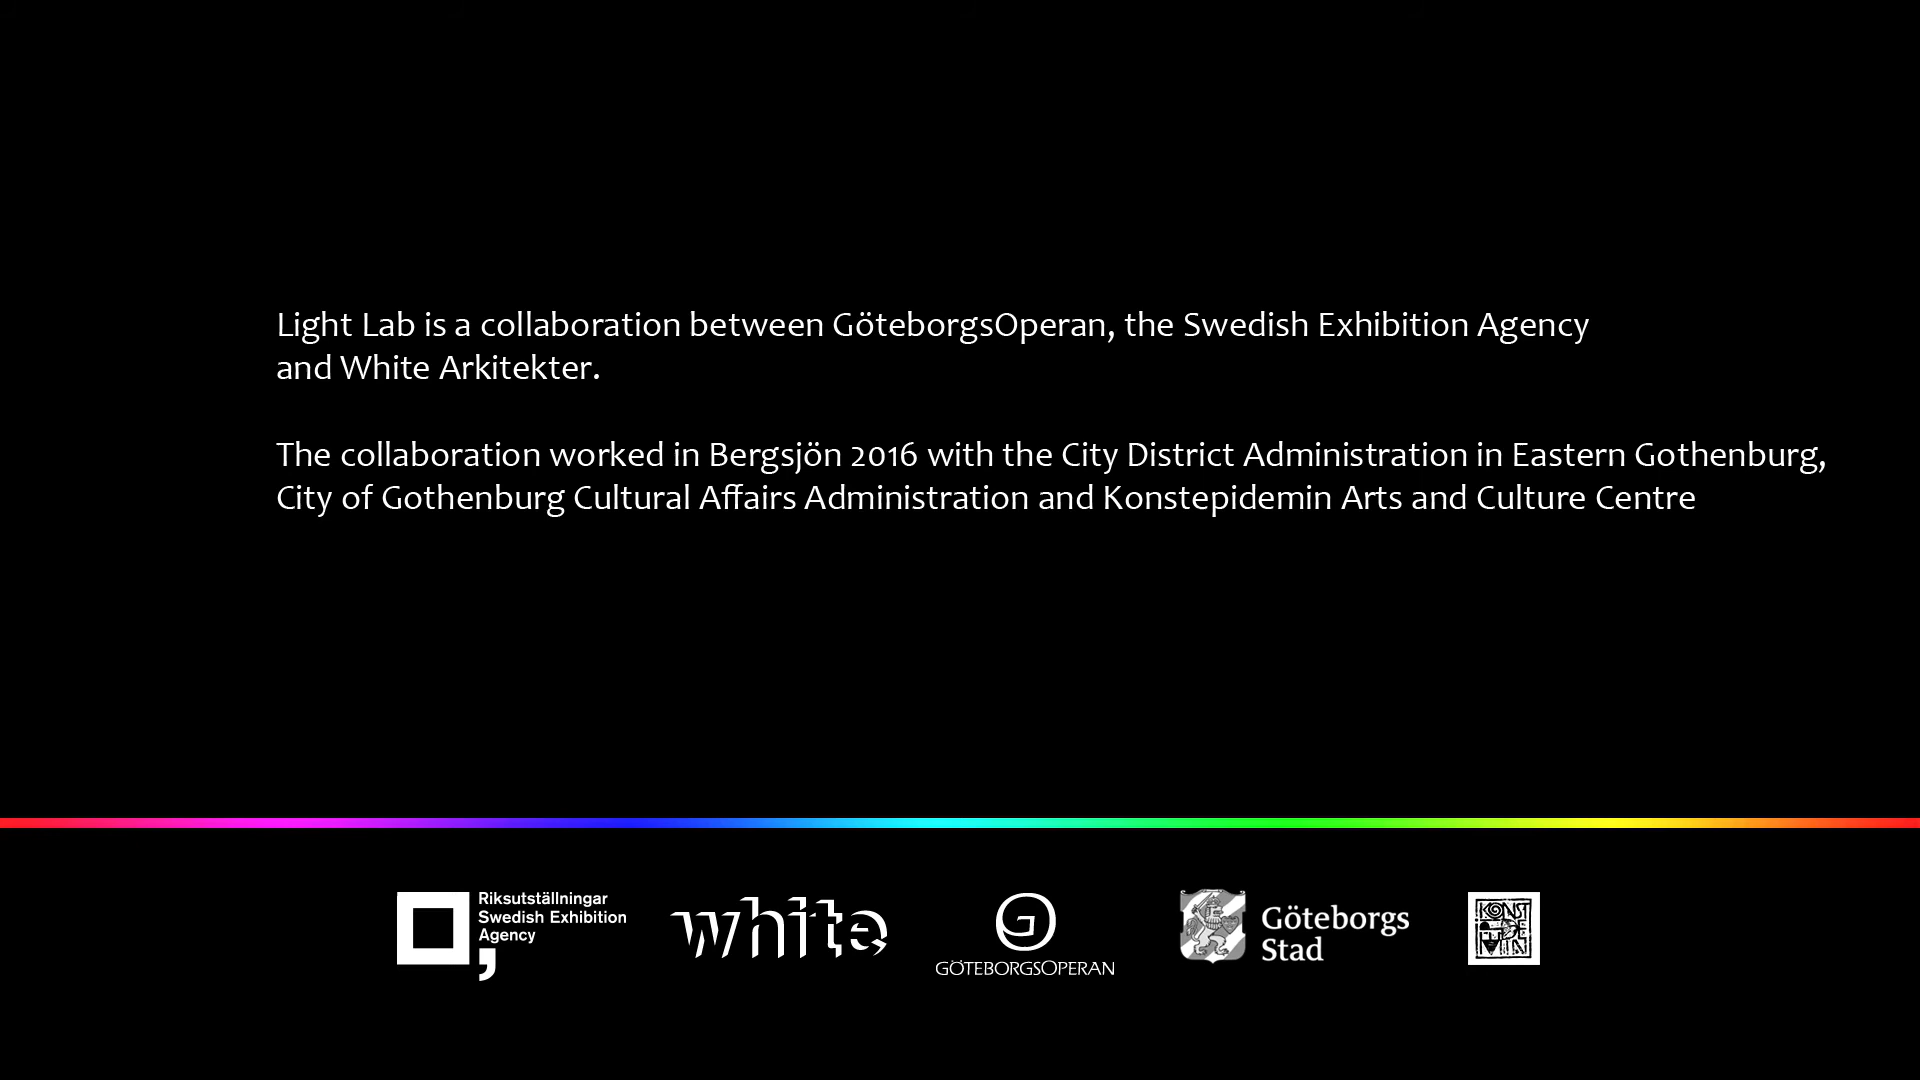 Light Lab is a collaboration between GöteborgsOperan, the Swedish Exhibition Agency
and White Arkitekter.
The collaboration worked in Bergsjön 2016 with the City District Administration in Eastern Gothenburg,
City of Gothenburg Cultural Affairs Administration and Konstepidemin Arts and Culture Centre
Riksutställningar
Swedish Exhibition
Agency
white
GÖTEBORGSOPERAN
Göteborgs
Stad
KONST